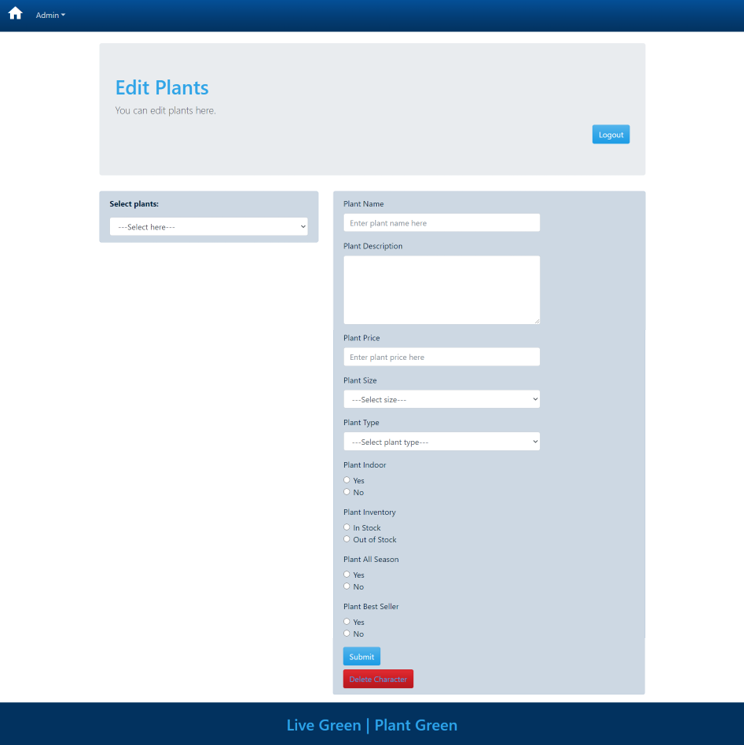 Admin
Edit Plants
You can edit plants here.
Logout
Select plants:
---Select here---
Plant Name
Enter plant name here
Plant Description
Plant Price
Enter plant price here
Plant Size
---Select size---
Plant Type
---Select plant type---
Plant Indoor
Yes
No
Plant Inventory
In Stock
Out of Stock
Plant All Season
Yes
No
Plant Best Seller
Yes
No
Submit
Delete Character
Live Green | Plant Green